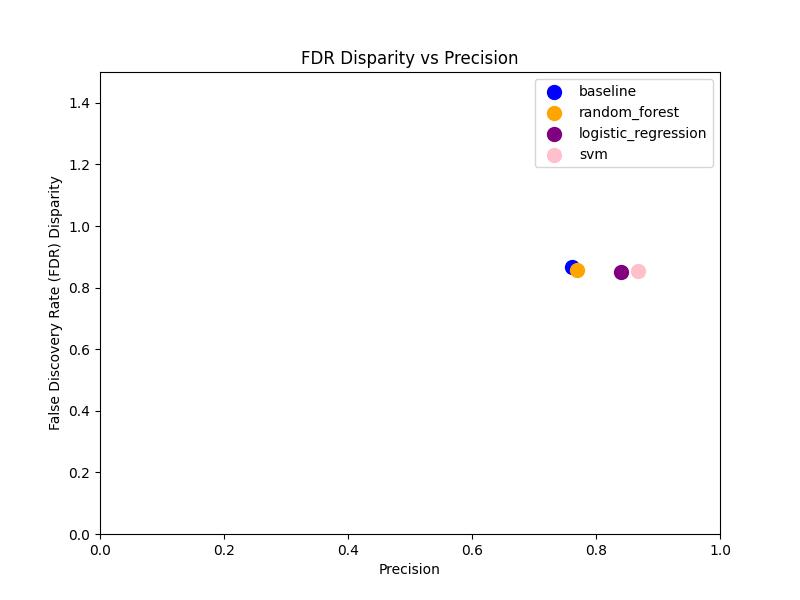 FDR Disparity vs Precision
baseline
random_forest
logistic_regression
svm
False Discovery Rate (FDR) Disparity
1.4
1.2
1.0
0.8
0.6
0.4
0.2
0.0
0.0 0.2 0.4 0.6 0.8 1.0
Precision